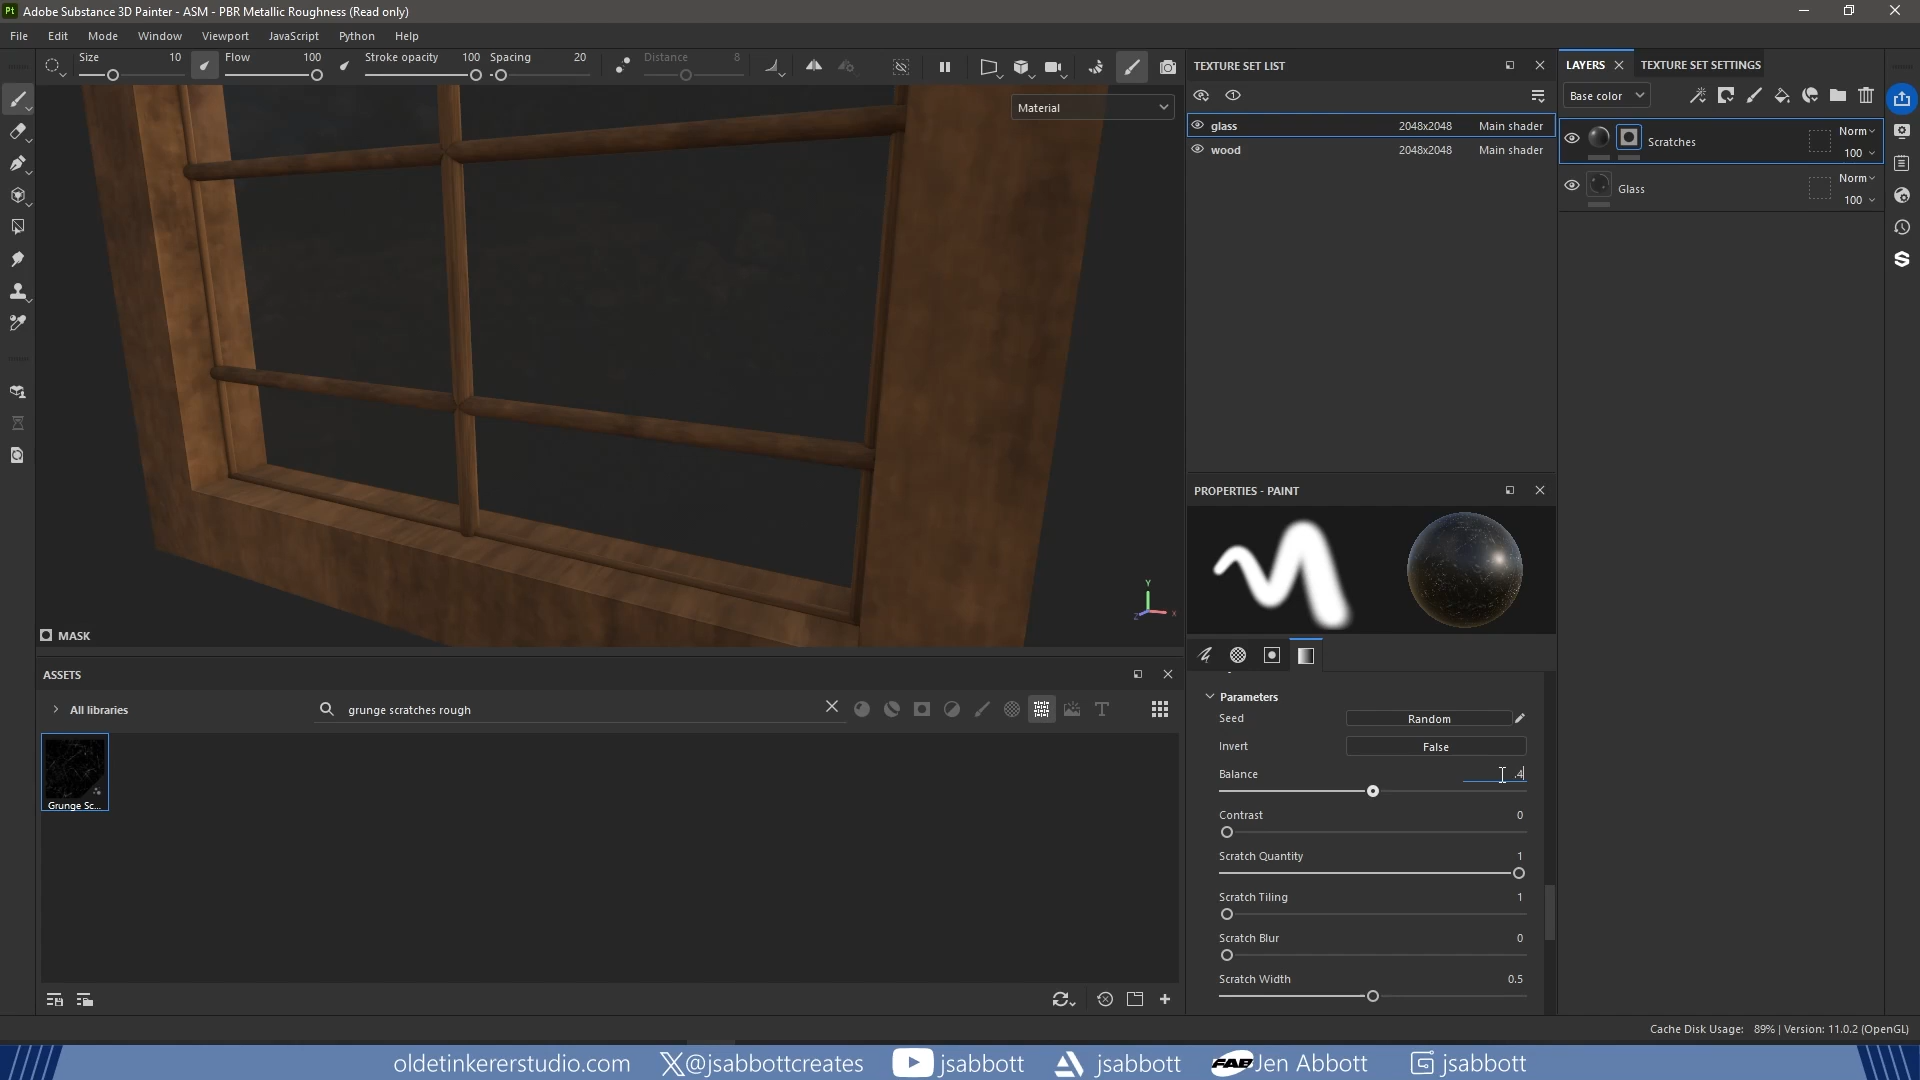 Pt Adobe Substance 3D Painter - ASM - PBR Metallic Roughness (Read only)
File Edit Mode Window Viewport JavaScript Python Help
Size 10 Flow 100 Stroke opacity 100 Spacing 20 Distance 8
Material
TEXTURE SET LIST
glass 2048x2048 Main shader
wood 2048x2048 Main shader
LAYERS TEXTURE SET SETTINGS
Base color
Scratches Norm 100
Glass Norm 100
Y
X
Z
MASK
PROPERTIES - PAINT
Parameters
Seed Random
Invert False
Balance .4
Contrast 0
Scratch Quantity 1
Scratch Tiling 1
Scratch Blur 0
Scratch Width 0.5
ASSETS
All libraries grunge scratches rough
Grunge Sc...
Cache Disk Usage: 89% | Version: 11.0.2 (OpenGL)
oldetinkererstudio.com X@jsabbottcreates jsabbott jsabbott FAB Jen Abbott jsabbott